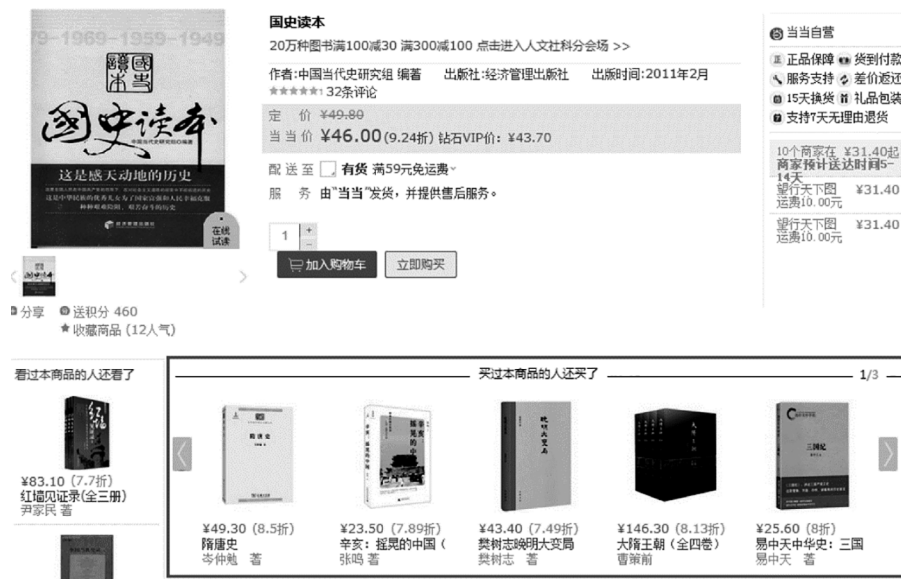 国史读本
20万种图书满100减30 满300减100 点击进入人文社科分会场 >>
作者:中国当代史研究组 编著 出版社:经济管理出版社 出版时间:2011年2月
32条评论
定 价 ¥49.80
当当价 ¥46.00(9.24折) 钻石VIP价: ¥43.70
配送至 有货 满59元免运费
服 务 由"当当"发货，并提供售后服务。
1
+
-
加入购物车 立即购买
79-1969-1959-1949
國史讀本
國史读本
这是感天动地的历史
在线
试读
分享 送积分 460
收藏商品 (12人气)
当当自营
正品保障 货到付款
服务支持 差价返还
15天换货 礼品包装
支持7天无理由退货
10个商家在 ¥31.40起
商家预计送达时间5-
14天
望行天下图 ¥31.40
运费10.00元
望行天下图 ¥31.40
运费10.00元
看过本商品的人还看了
¥83.10 (7.7折)
红墙见证录(全三册)
尹家民 著
买过本商品的人还买了
1/3
隋唐史
¥49.30 (8.5折)
隋唐史
岑仲勉 著
辛亥：摇晃的中
¥23.50 (7.89折)
辛亥：摇晃的中国（
张鸣 著
晚明大变局
¥43.40 (7.49折)
樊树志晚明大变局
樊树志 著
¥146.30 (8.13折)
大隋王朝（全四卷）
曹策前
三国纪
¥25.60 (8折)
易中天中华史：三国
易中天 著